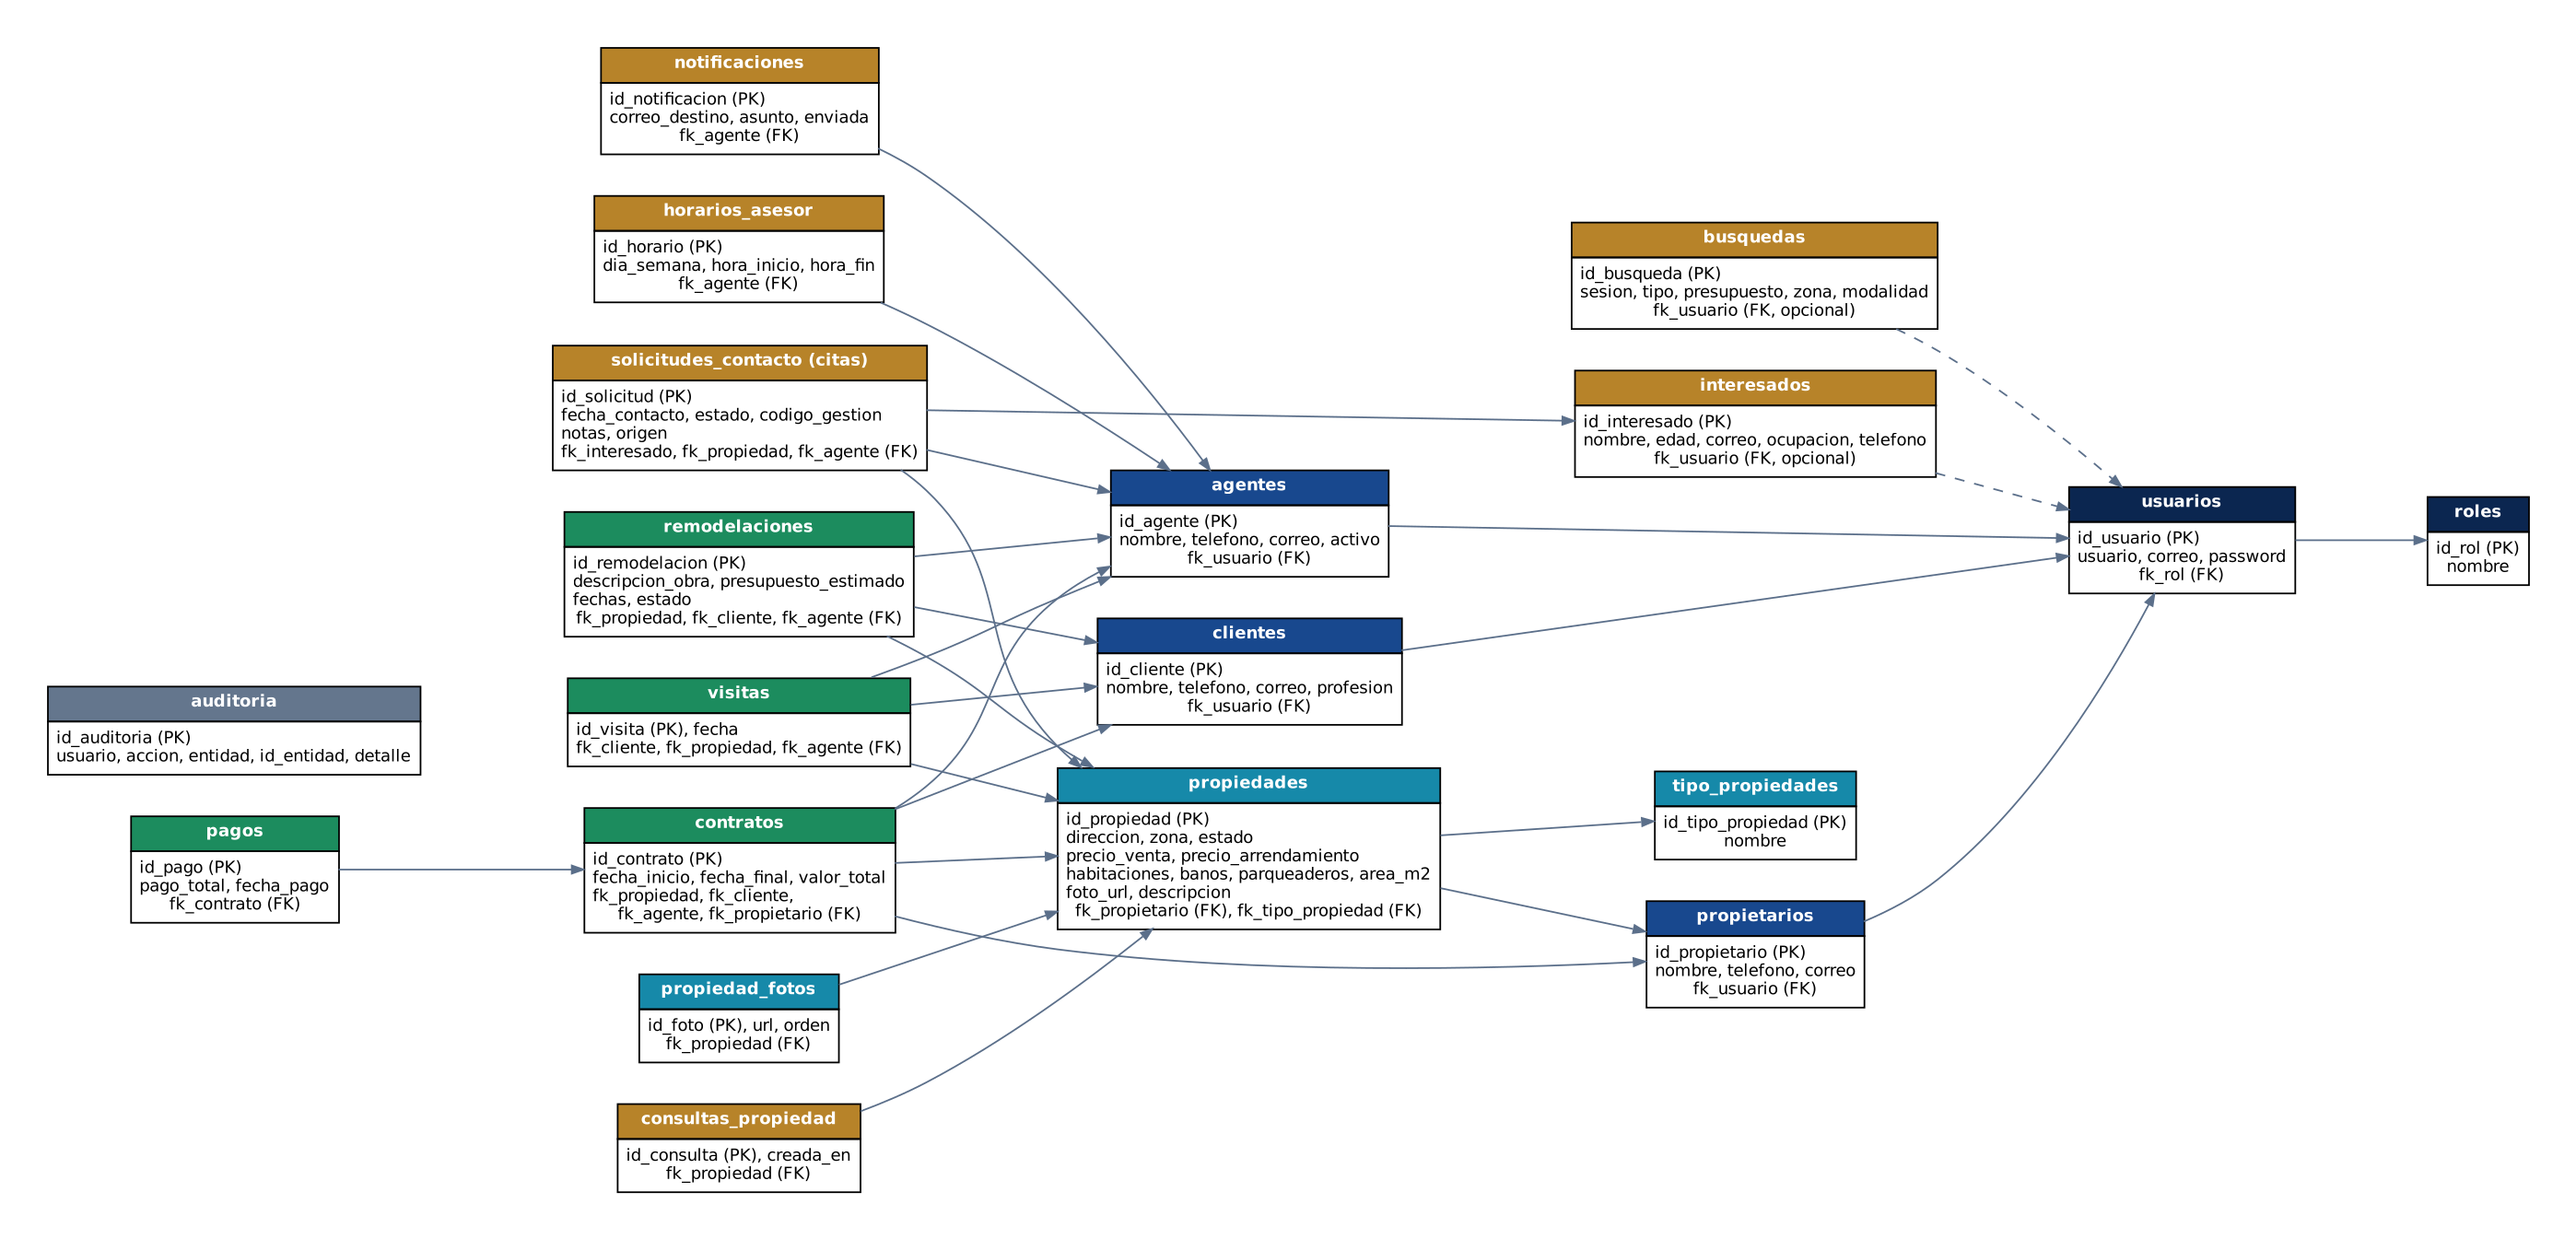 notificaciones
id_notificacion (PK)
correo_destino, asunto, enviada
fk_agente (FK)
horarios_asesor
id_horario (PK)
dia_semana, hora_inicio, hora_fin
fk_agente (FK)
solicitudes_contacto (citas)
id_solicitud (PK)
fecha_contacto, estado, codigo_gestion
notas, origen
fk_interesado, fk_propiedad, fk_agente (FK)
remodelaciones
id_remodelacion (PK)
descripcion_obra, presupuesto_estimado
fechas, estado
fk_propiedad, fk_cliente, fk_agente (FK)
auditoria
id_auditoria (PK)
usuario, accion, entidad, id_entidad, detalle
visitas
id_visita (PK), fecha
fk_cliente, fk_propiedad, fk_agente (FK)
pagos
id_pago (PK)
pago_total, fecha_pago
fk_contrato (FK)
contratos
id_contrato (PK)
fecha_inicio, fecha_final, valor_total
fk_propiedad, fk_cliente,
fk_agente, fk_propietario (FK)
propiedad_fotos
id_foto (PK), url, orden
fk_propiedad (FK)
consultas_propiedad
id_consulta (PK), creada_en
fk_propiedad (FK)
agentes
id_agente (PK)
nombre, telefono, correo, activo
fk_usuario (FK)
clientes
id_cliente (PK)
nombre, telefono, correo, profesion
fk_usuario (FK)
propiedades
id_propiedad (PK)
direccion, zona, estado
precio_venta, precio_arrendamiento
habitaciones, banos, parqueaderos, area_m2
foto_url, descripcion
fk_propietario (FK), fk_tipo_propiedad (FK)
busquedas
id_busqueda (PK)
sesion, tipo, presupuesto, zona, modalidad
fk_usuario (FK, opcional)
interesados
id_interesado (PK)
nombre, edad, correo, ocupacion, telefono
fk_usuario (FK, opcional)
tipo_propiedades
id_tipo_propiedad (PK)
nombre
propietarios
id_propietario (PK)
nombre, telefono, correo
fk_usuario (FK)
usuarios
id_usuario (PK)
usuario, correo, password
fk_rol (FK)
roles
id_rol (PK)
nombre